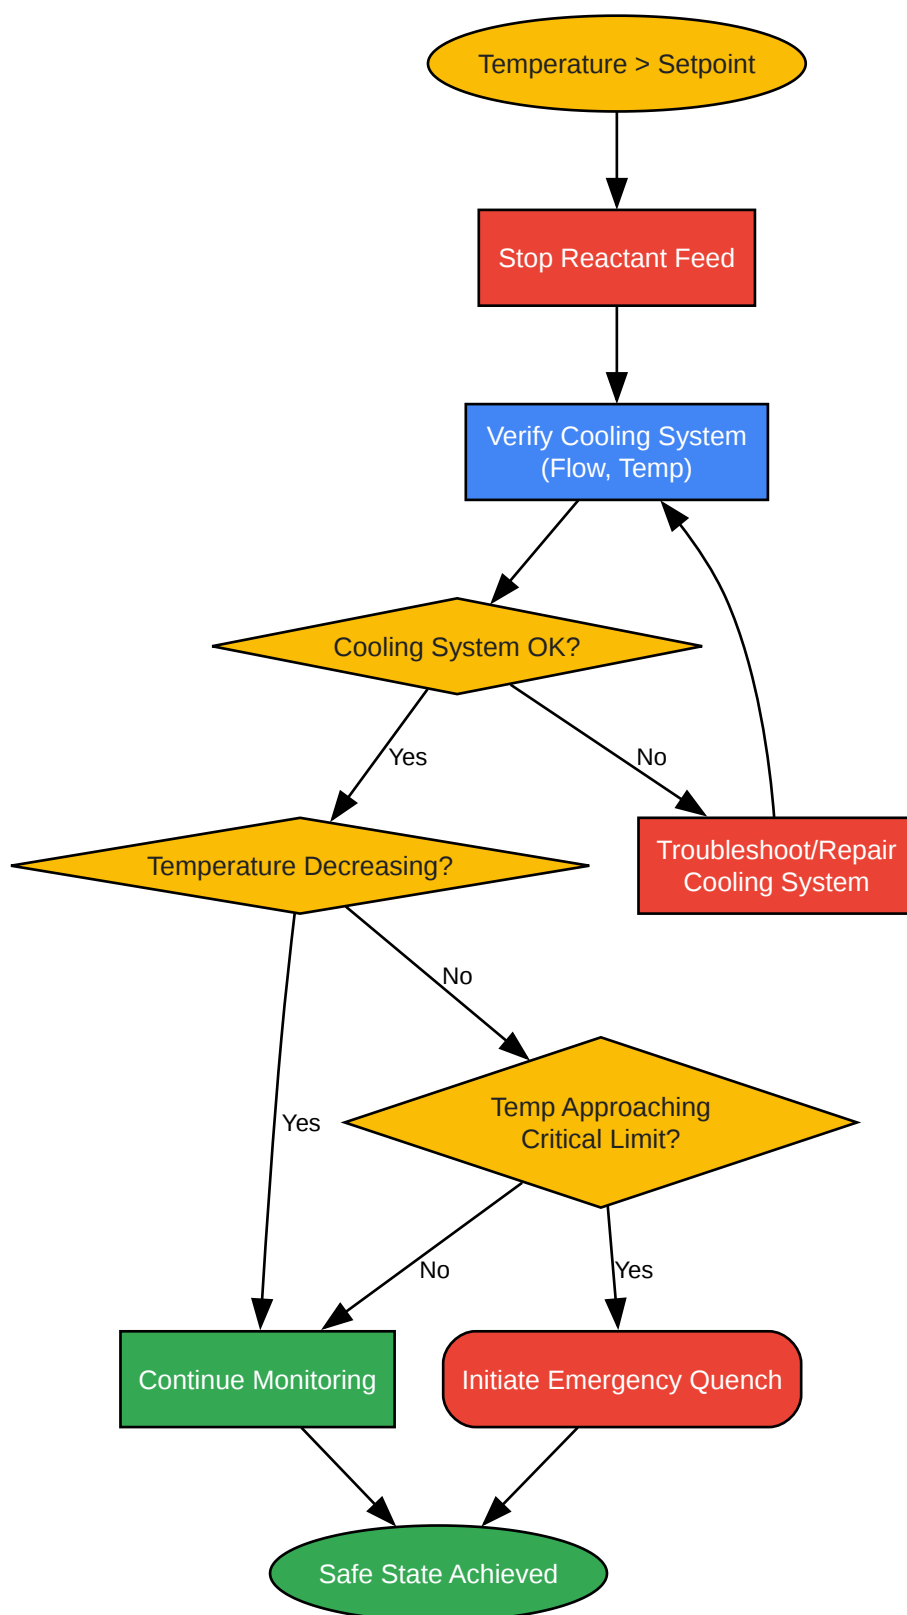 Temperature > Setpoint
Stop Reactant Feed
Verify Cooling System
(Flow, Temp)
Cooling System OK?
Yes
No
Temperature Decreasing?
Troubleshoot/Repair
Cooling System
No
Temp Approaching
Critical Limit?
Yes
No
Yes
Continue Monitoring
Initiate Emergency Quench
Safe State Achieved